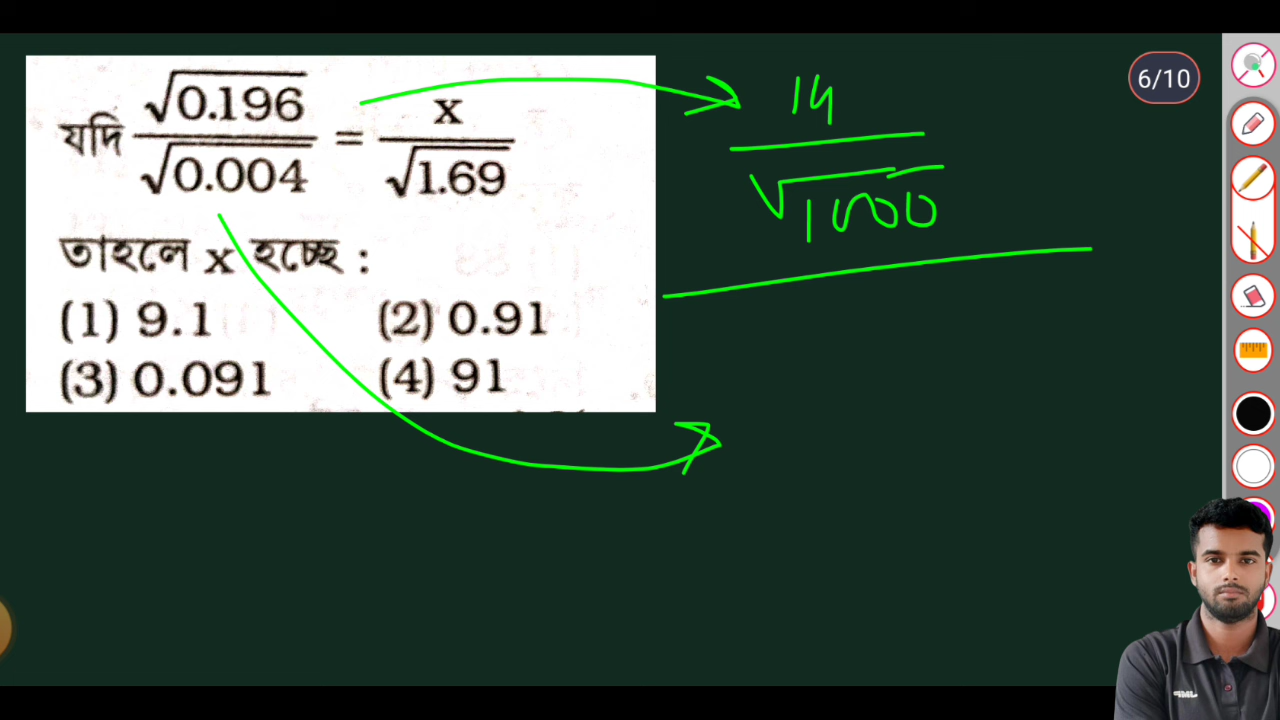 যদি √0.196 / √0.004 = x / √1.69
তাহলে x হচ্ছে :
(1) 9.1 (2) 0.91
(3) 0.091 (4) 91
14
√1000
6/10